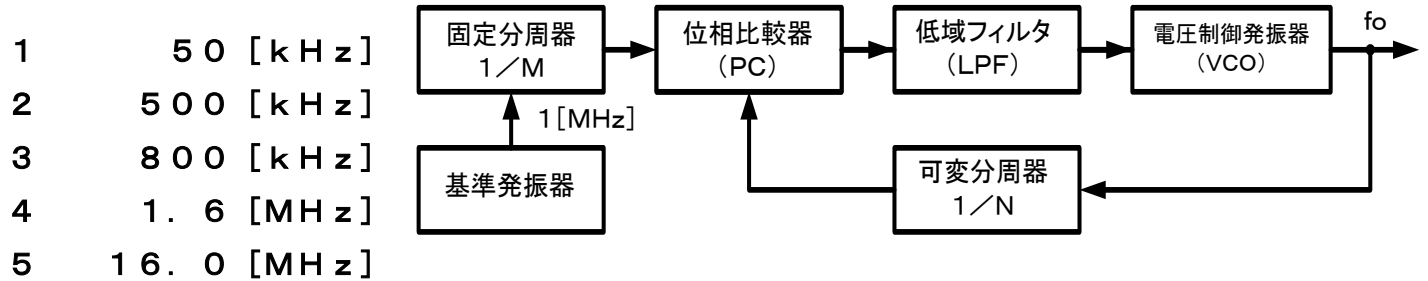 1 50[kHz]
2 500[kHz]
3 800[kHz]
4 1.6[MHz]
5 16.0[MHz]
固定分周器
1/M
位相比較器
(PC)
低域フィルタ
(LPF)
電圧制御発振器
(VCO)
fo
1[MHz]
基準発振器
可変分周器
1/N